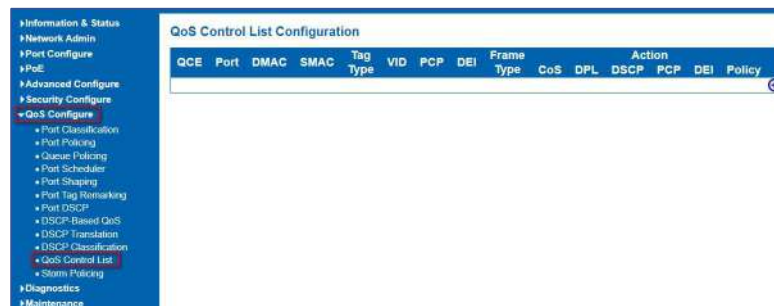 Information & Status
Network Admin
Port Configure
PoE
Advanced Configure
Security Configure
QoS Configure
Port Classification
Port Policing
Queue Policing
Port Scheduler
Port Shaping
Port Tag Remarking
Port DSCP
DSCP-Based QoS
DSCP Translation
DSCP Classification
QoS Control List
Storm Policing
Diagnostics
Maintenance
QoS Control List Configuration
QCE Port DMAC SMAC Tag Type VID PCP DEI Frame Type Action
CoS DPL DSCP PCP DEI Policy